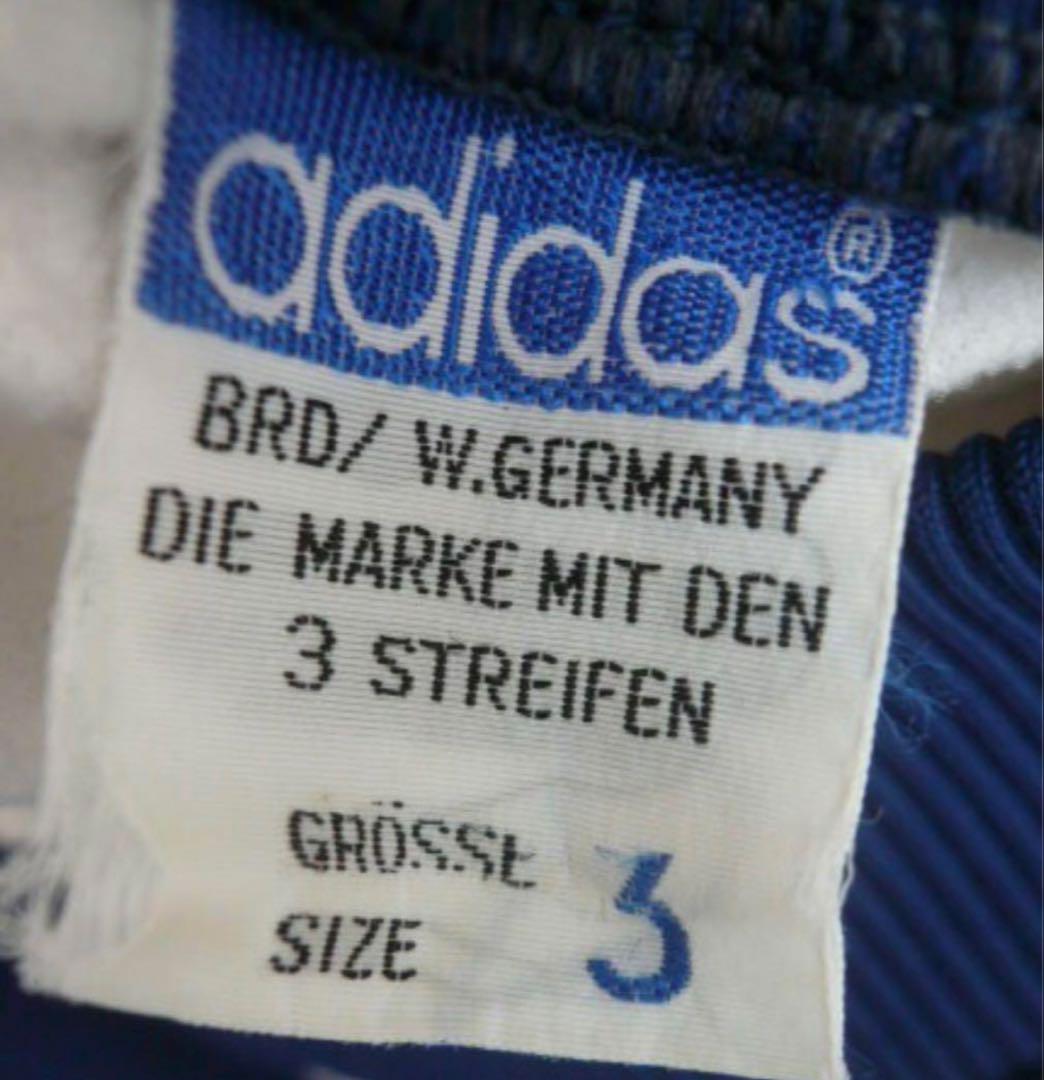 adidas®
BRD/ W.GERMANY
DIE MARKE MIT DEN
3 STREIFEN
GRÖSSE
SIZE 3